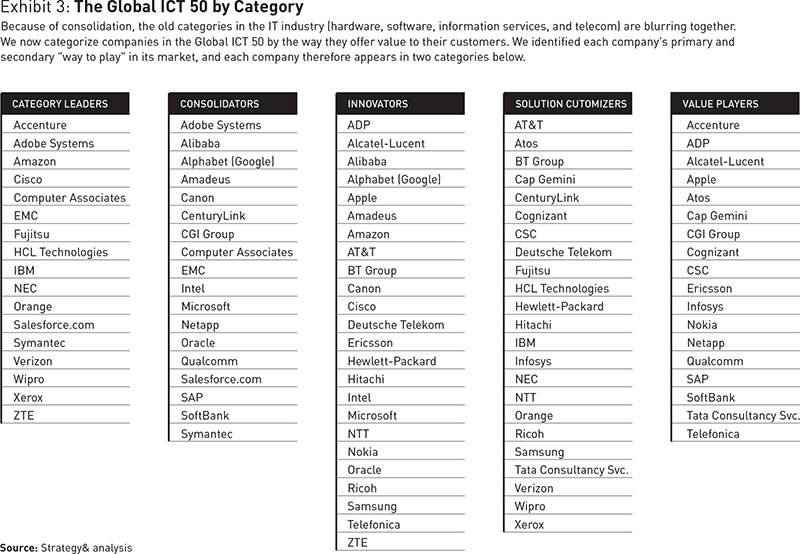 Exhibit 3: The Global ICT 50 by Category
Because of consolidation, the old categories in the IT industry (hardware, software, information services, and telecom) are blurring together.
We now categorize companies in the Global ICT 50 by the way they offer value to their customers. We identified each company's primary and
secondary "way to play" in its market, and each company therefore appears in two categories below.
CATEGORY LEADERS
Accenture
Adobe Systems
Amazon
Cisco
Computer Associates
EMC
Fujitsu
HCL Technologies
IBM
NEC
Orange
Salesforce.com
Symantec
Verizon
Wipro
Xerox
ZTE
CONSOLIDATORS
Adobe Systems
Alibaba
Alphabet (Google)
Amadeus
Canon
CenturyLink
CGI Group
Computer Associates
EMC
Intel
Microsoft
Netapp
Oracle
Qualcomm
Salesforce.com
SAP
SoftBank
Symantec
INNOVATORS
ADP
Alcatel-Lucent
Alibaba
Alphabet (Google)
Apple
Amadeus
Amazon
AT&T
BT Group
Canon
Cisco
Deutsche Telekom
Ericsson
Hewlett-Packard
Hitachi
Intel
Microsoft
NTT
Nokia
Oracle
Ricoh
Samsung
Telefonica
ZTE
SOLUTION CUTOMIZERS
AT&T
Atos
BT Group
Cap Gemini
CenturyLink
Cognizant
CSC
Deutsche Telekom
Fujitsu
HCL Technologies
Hewlett-Packard
Hitachi
IBM
Infosys
NEC
NTT
Orange
Ricoh
Samsung
Tata Consultancy Svc.
Verizon
Wipro
Xerox
VALUE PLAYERS
Accenture
ADP
Alcatel-Lucent
Apple
Atos
Cap Gemini
CGI Group
Cognizant
CSC
Ericsson
Infosys
Nokia
Netapp
Qualcomm
SAP
SoftBank
Tata Consultancy Svc.
Telefonica
Source: Strategy& analysis